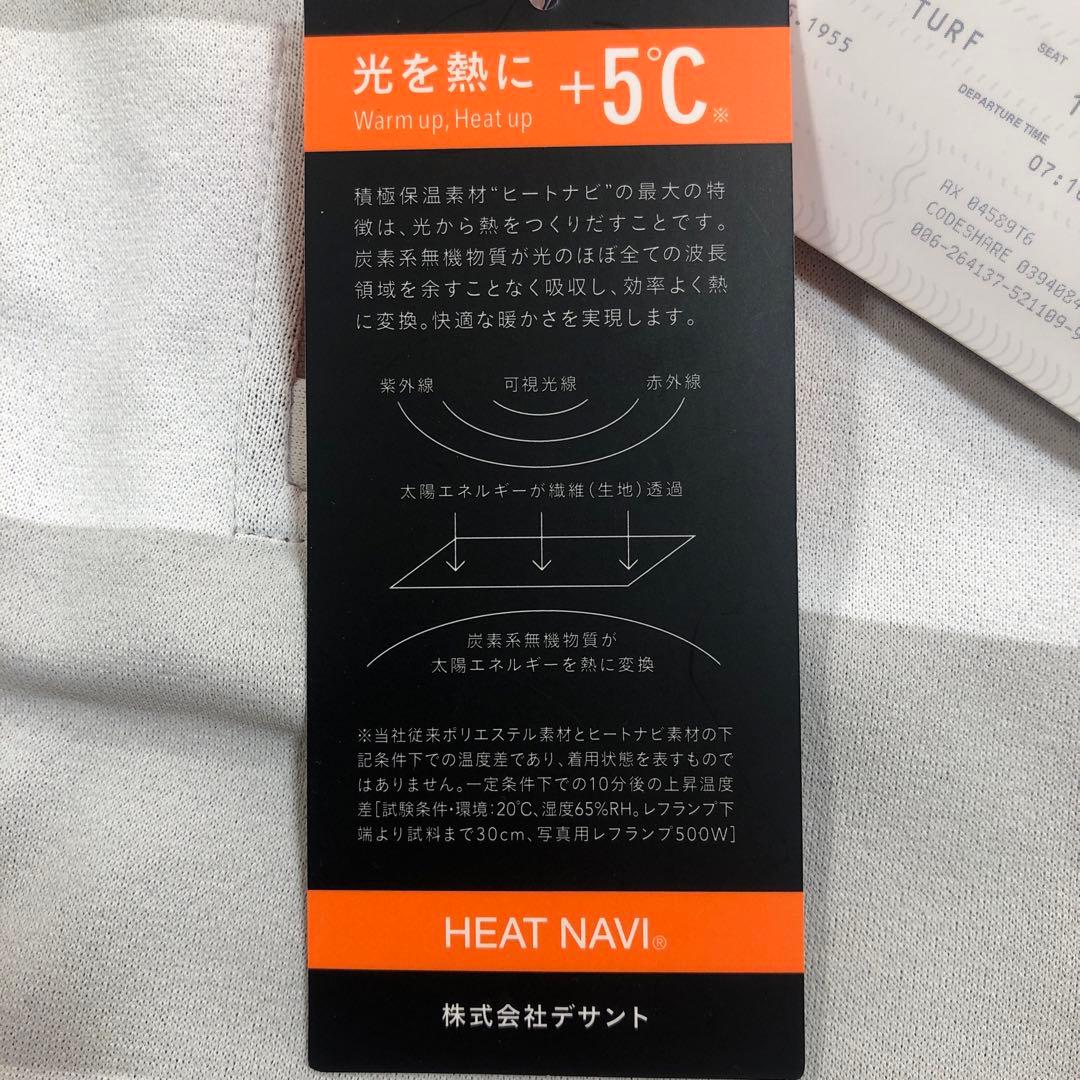 光を熱に +5℃※
Warm up, Heat up
積極保温素材“ヒートナビ”の最大の特
徴は、光から熱をつくりだすことです。
炭素系無機物質が光のほぼ全ての波長
領域を余すことなく吸収し、効率よく熱
に変換。快適な暖かさを実現します。
紫外線 可視光線 赤外線
太陽エネルギーが繊維(生地)透過
炭素系無機物質が
太陽エネルギーを熱に変換
※当社従来ポリエステル素材とヒートナビ素材の下
記条件下での温度差であり、着用状態を表すもので
はありません。一定条件下での10分後の上昇温度
差[試験条件・環境:20℃、湿度65%RH。レフランプ下
端より試料まで30cm、写真用レフランプ500W]
HEAT NAVI®
株式会社デサント
.1955
TURF
SEAT
DEPARTURE TIME
AX 04589T6
CODESHARE 0394084
006-264137-521109-9